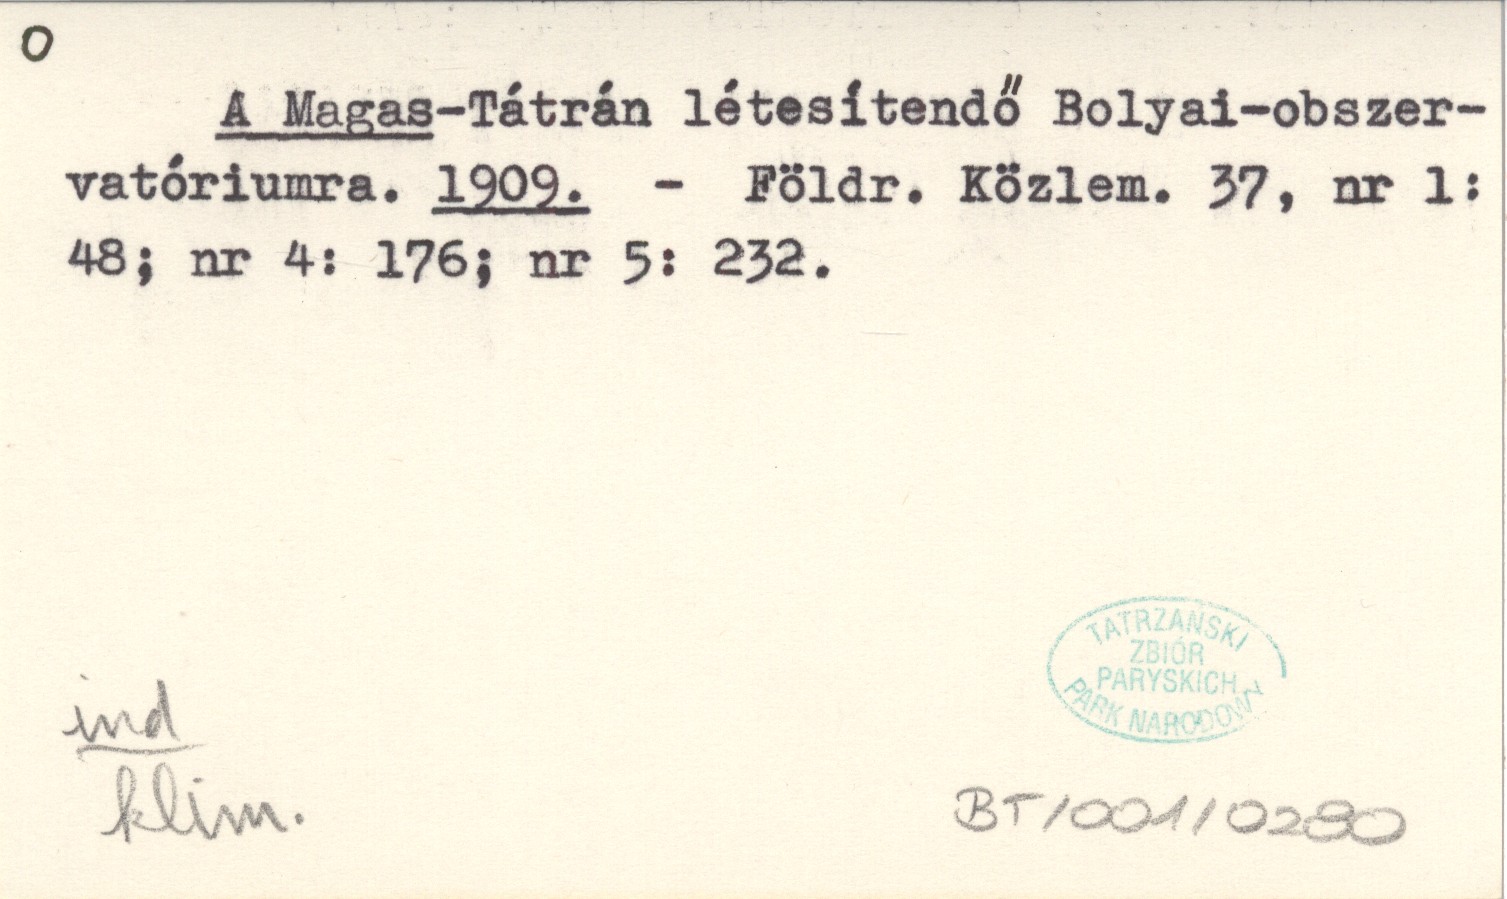 O
A Magas-Tátrán létesítendő Bolyai-obszer-
vatóriumra. 1909. - Földr. Közlem. 37, nr 1:
48; nr 4: 176; nr 5: 232.
TATRZAŃSKI
ZBIÓR
PARYSKICH
PARK NARODOWY
ind
klim.
BT/001/0280